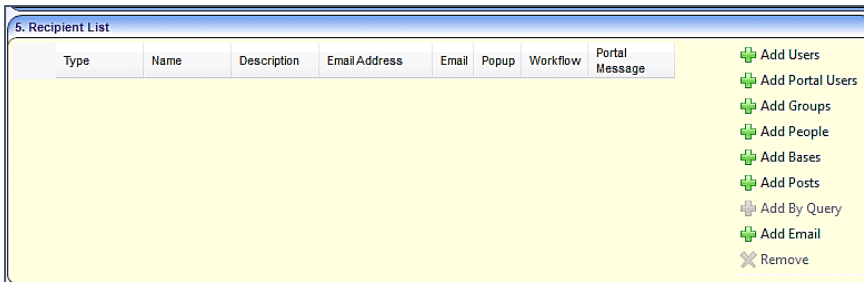 5. Recipient List
Type Name Description Email Address Email Popup Workflow Portal Message
Add Users
Add Portal Users
Add Groups
Add People
Add Bases
Add Posts
Add By Query
Add Email
Remove